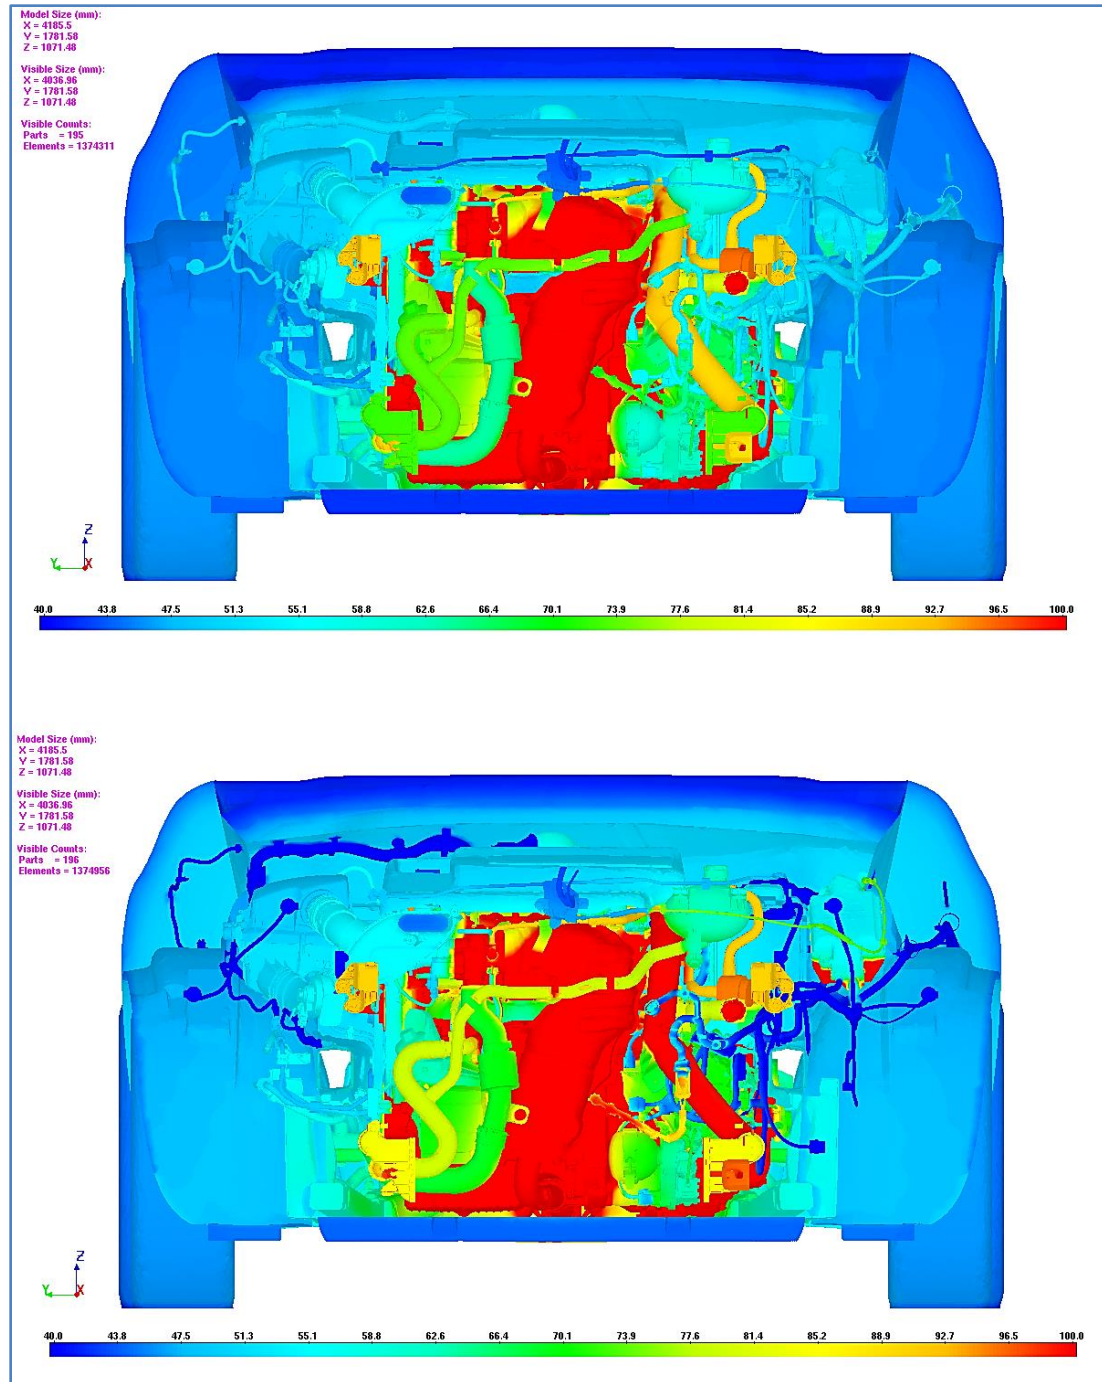 Model Size (mm):
X = 4185.5
Y = 1781.58
Z = 1071.48
Visible Size (mm):
X = 4036.96
Y = 1781.58
Z = 1071.48
Visible Counts:
Parts = 195
Elements = 1374311
Z
Y X
40.0 43.8 47.5 51.3 55.1 58.8 62.6 66.4 70.1 73.9 77.6 81.4 85.2 88.9 92.7 96.5 100.0
Model Size (mm):
X = 4185.5
Y = 1781.58
Z = 1071.48
Visible Size (mm):
X = 4036.96
Y = 1781.58
Z = 1071.48
Visible Counts:
Parts = 196
Elements = 1374956
Z
Y X
40.0 43.8 47.5 51.3 55.1 58.8 62.6 66.4 70.1 73.9 77.6 81.4 85.2 88.9 92.7 96.5 100.0